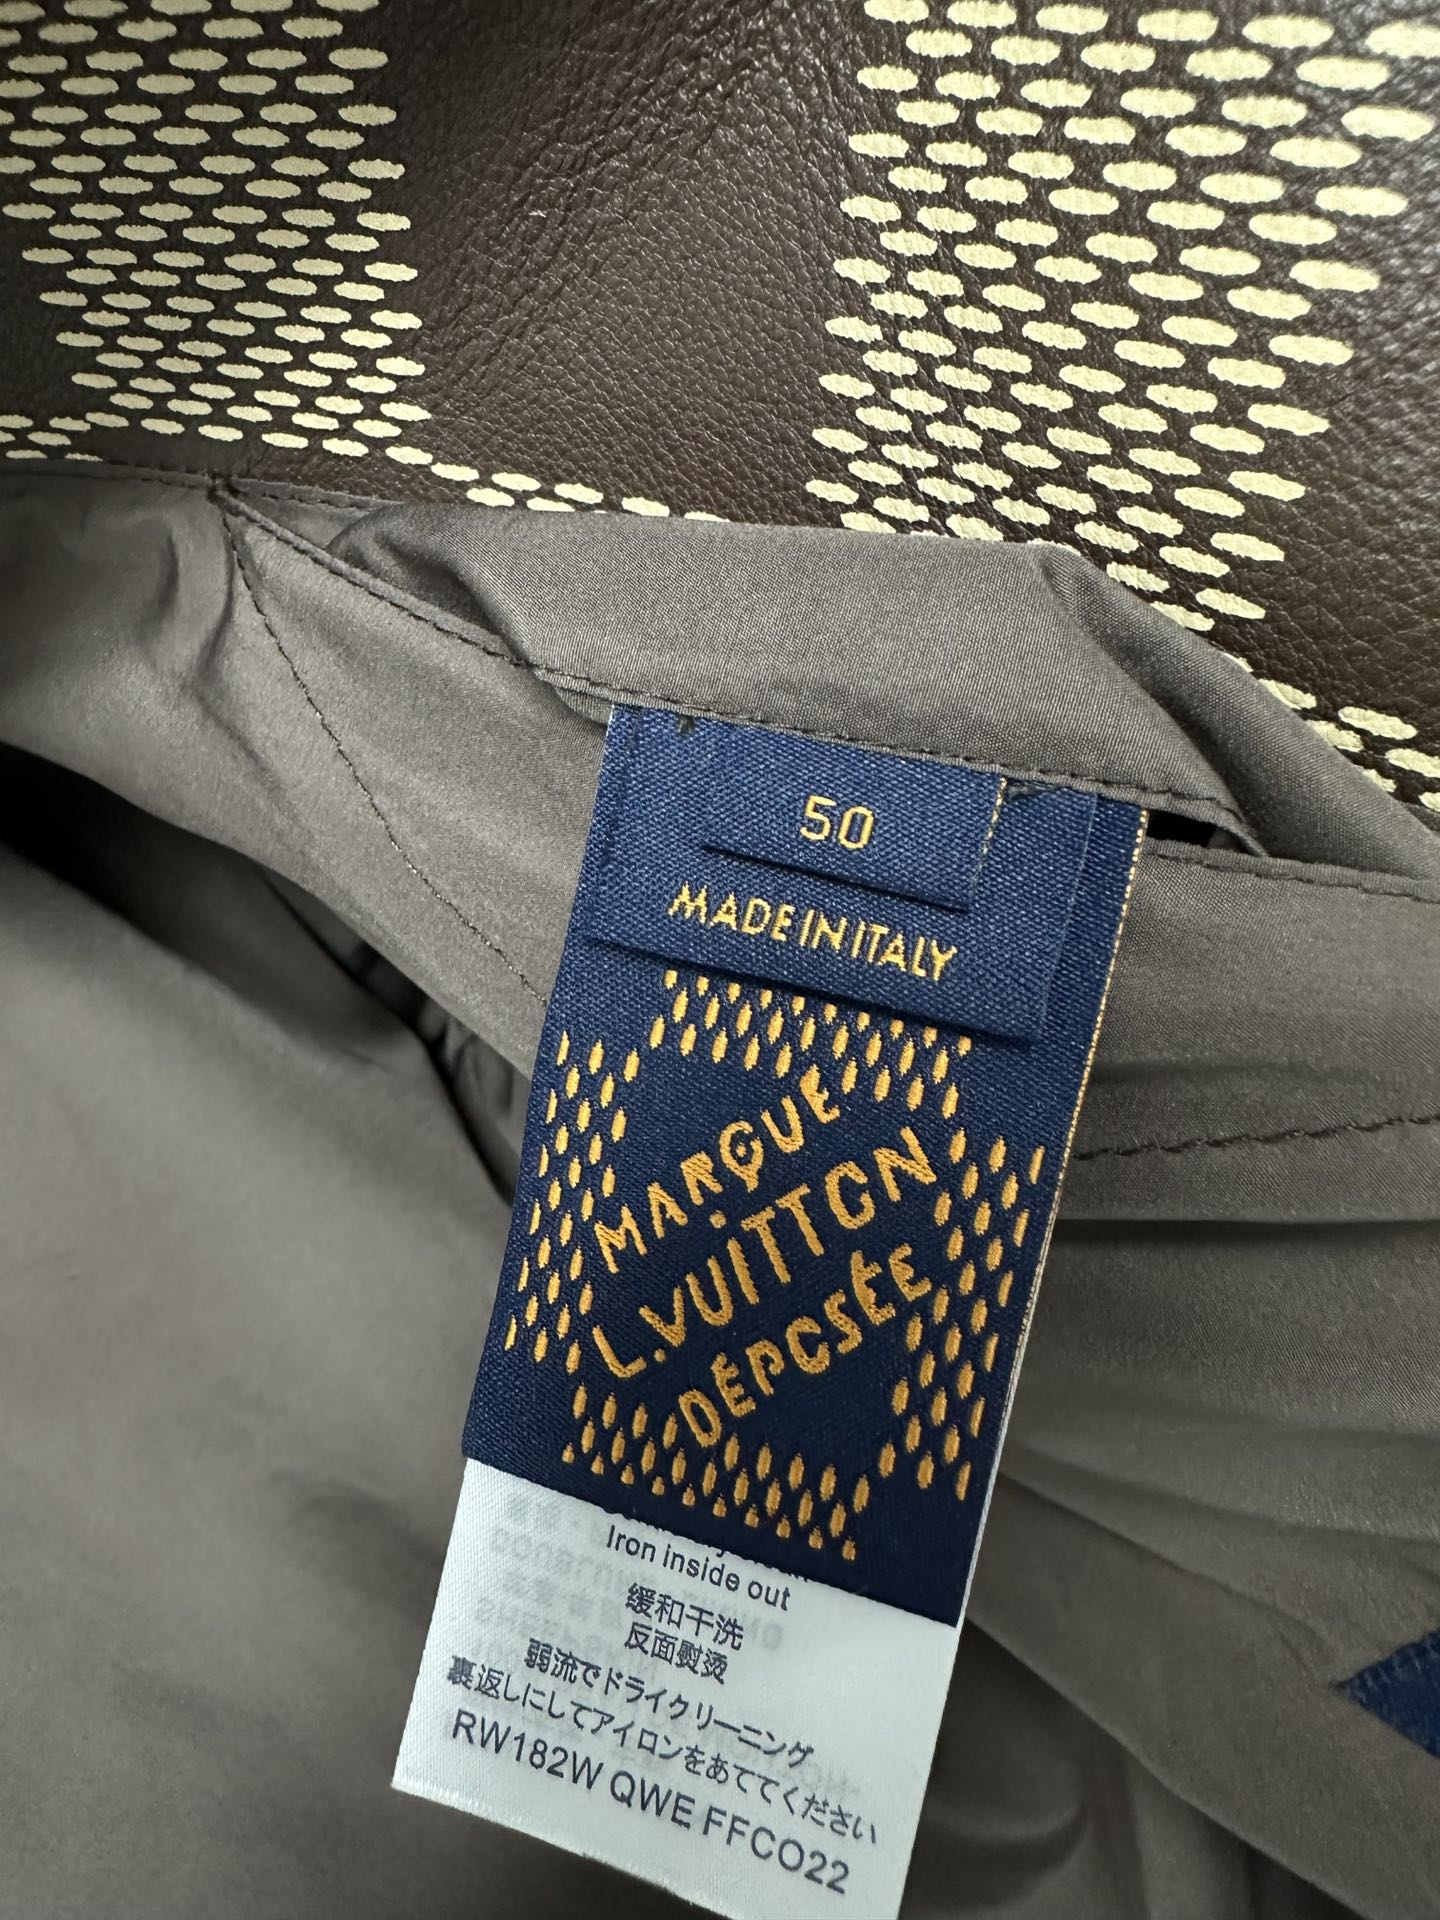 50
MADE IN ITALY
MARQUE
L.VUITTON
DÉPOSÉE
Iron inside out
缓和干洗
反面熨烫
弱流でドライクリーニング
裏返しにしてアイロンをあててください
RW182W QWE FFCO22